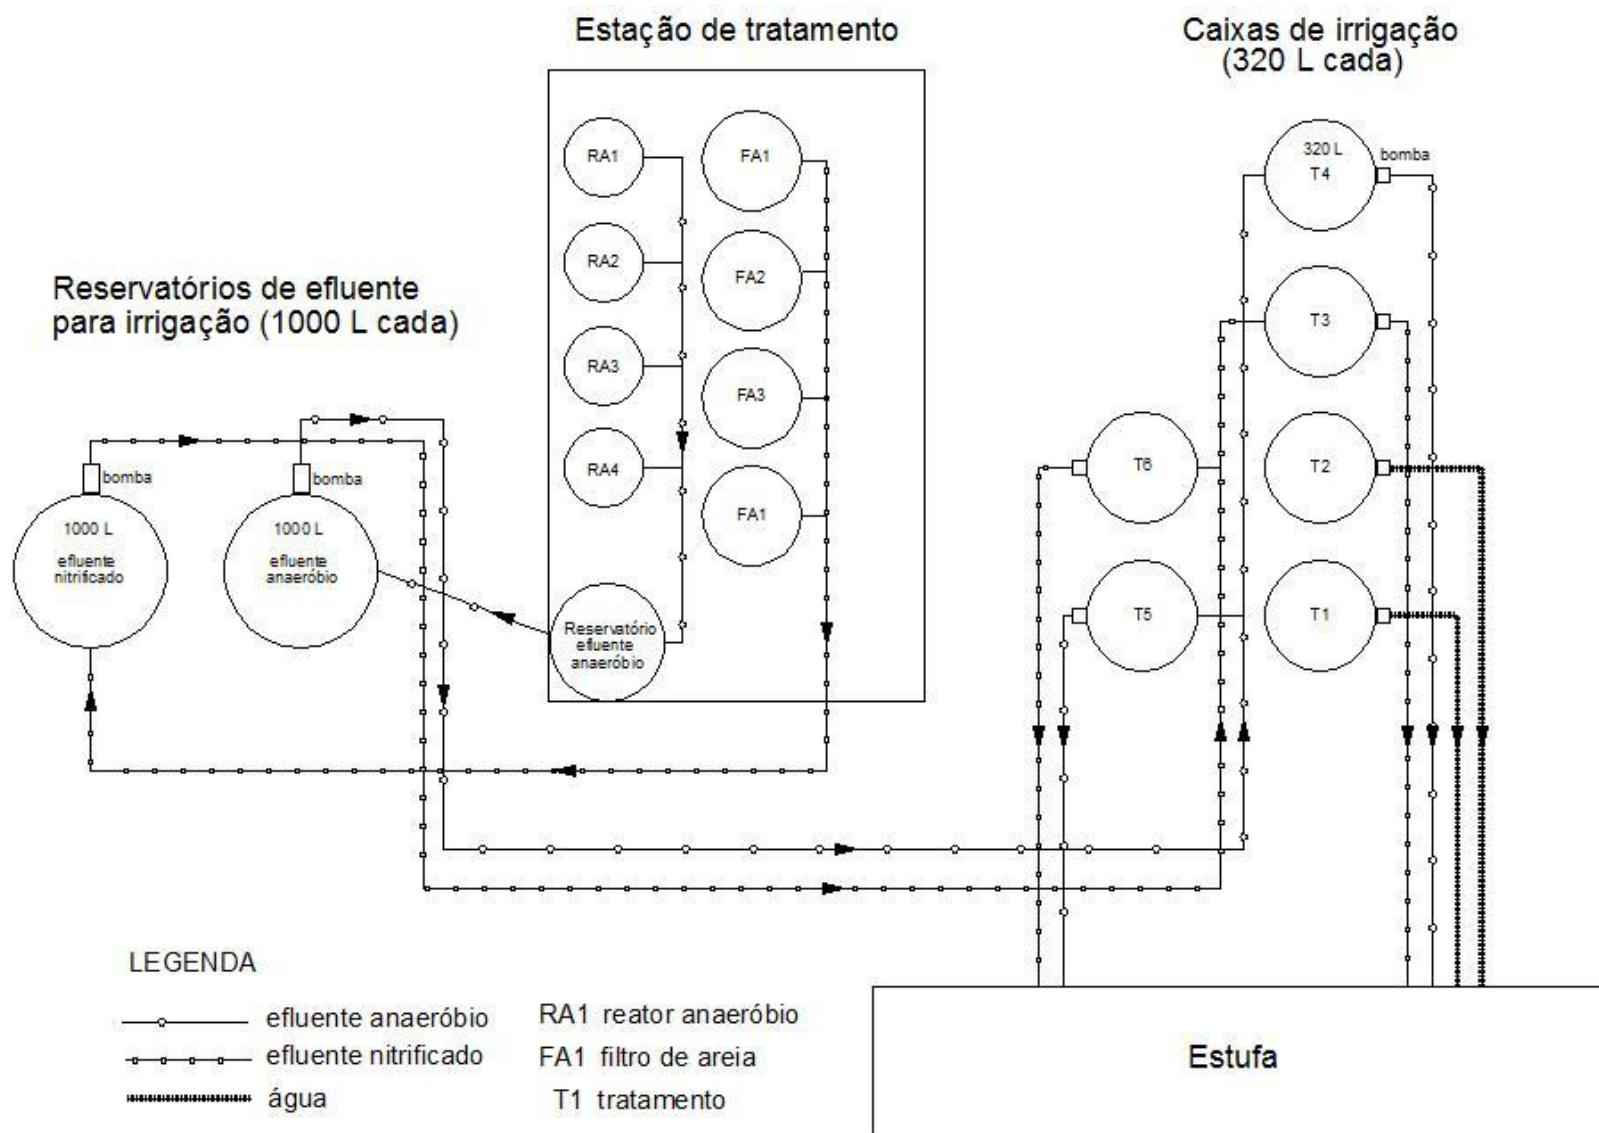 Estação de tratamento
Caixas de irrigação
(320 L cada)
RA1
RA2
RA3
RA4
FA1
FA2
FA3
FA1
Reservatório
efluente
anaeróbio
Reservatórios de efluente
para irrigação (1000 L cada)
bomba
1000 L
efluente
nitrificado
bomba
1000 L
efluente
anaeróbio
320 L
T4
bomba
T3
T6
T2
T5
T1
LEGENDA
efluente anaeróbio
efluente nitrificado
água
RA1 reator anaeróbio
FA1 filtro de areia
T1 tratamento
Estufa